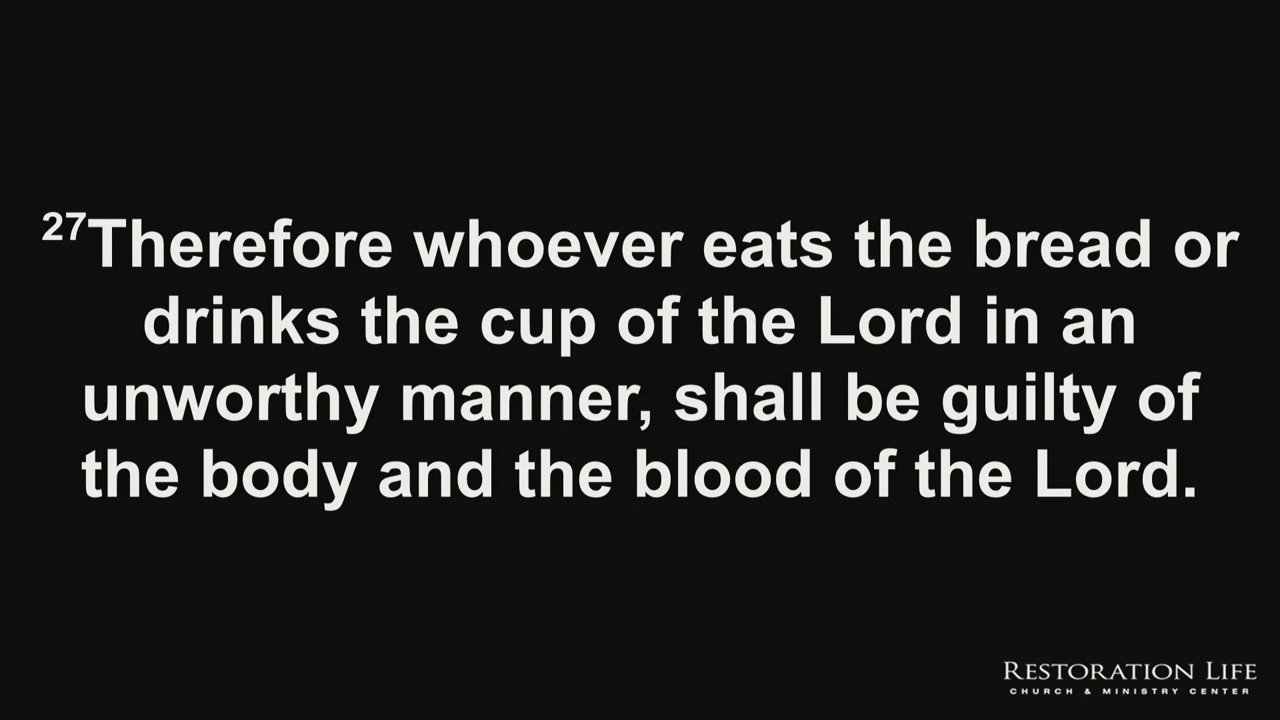 27Therefore whoever eats the bread or
drinks the cup of the Lord in an
unworthy manner, shall be guilty of
the body and the blood of the Lord.
RESTORATION LIFE
CHURCH & MINISTRY CENTER